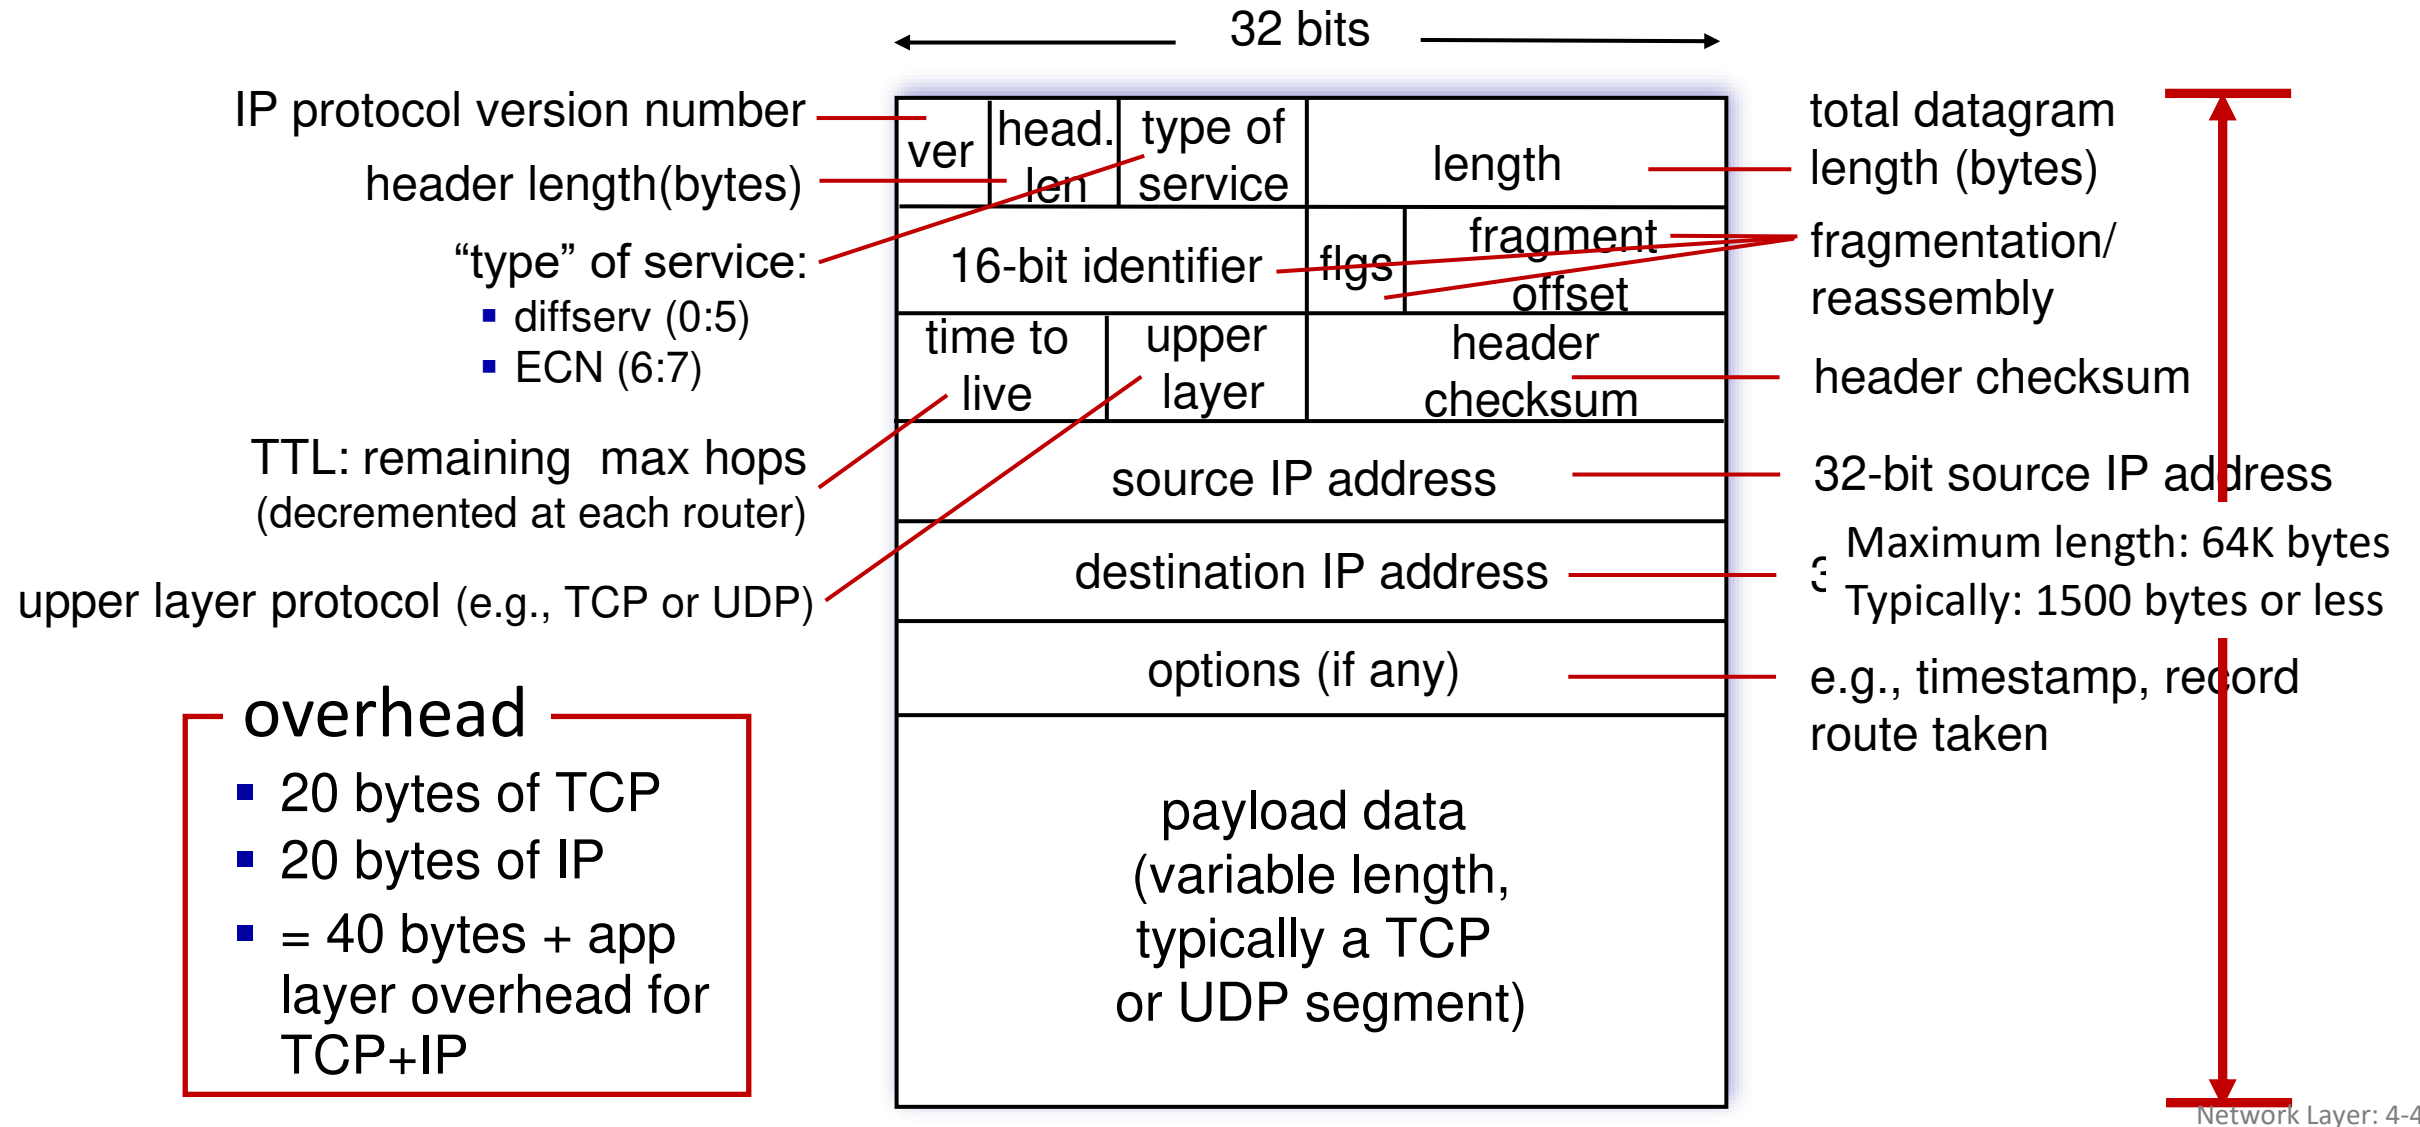 32 bits
IP protocol version number
header length(bytes)
“type” of service:
diffserv (0:5)
ECN (6:7)
TTL: remaining max hops
(decremented at each router)
upper layer protocol (e.g., TCP or UDP)
overhead
20 bytes of TCP
20 bytes of IP
= 40 bytes + app
layer overhead for
TCP+IP
ver
head.
len
type of
service
length
16-bit identifier
flgs
fragment
offset
time to
live
upper
layer
header
checksum
source IP address
destination IP address
options (if any)
payload data
(variable length,
typically a TCP
or UDP segment)
total datagram
length (bytes)
fragmentation/
reassembly
header checksum
32-bit source IP address
Maximum length: 64K bytes
Typically: 1500 bytes or less
e.g., timestamp, record
route taken
Network Layer: 4-4